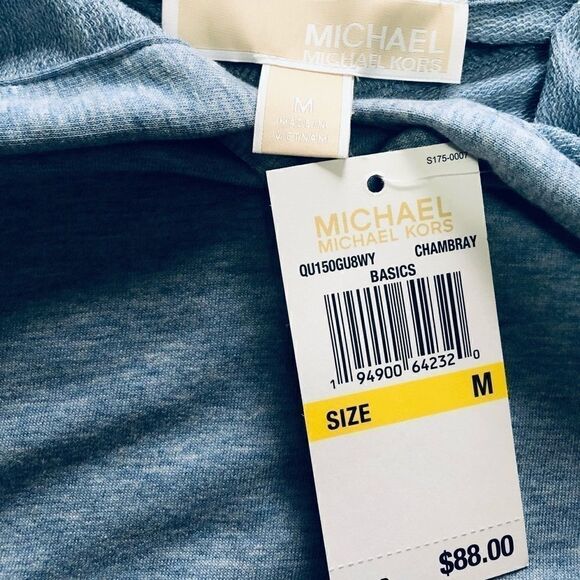 MICHAEL
MICHAEL KORS
M
MADE IN
VIETNAM
S175-0007
MICHAEL
MICHAEL KORS
QU150GU8WY CHAMBRAY
BASICS
1 94900 64232 0
SIZE M
$88.00